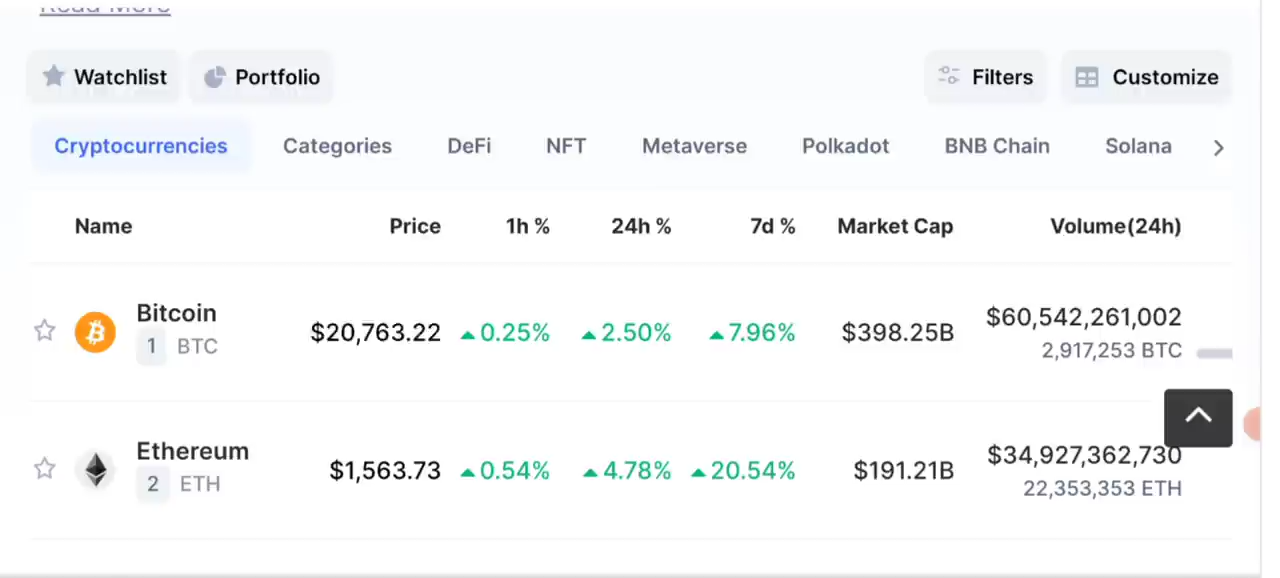 Read More
Watchlist Portfolio Filters Customize
Cryptocurrencies Categories DeFi NFT Metaverse Polkadot BNB Chain Solana
Name Price 1h % 24h % 7d % Market Cap Volume(24h)
Bitcoin
1 BTC
$20,763.22 0.25% 2.50% 7.96% $398.25B
$60,542,261,002
2,917,253 BTC
Ethereum
2 ETH
$1,563.73 0.54% 4.78% 20.54% $191.21B
$34,927,362,730
22,353,353 ETH